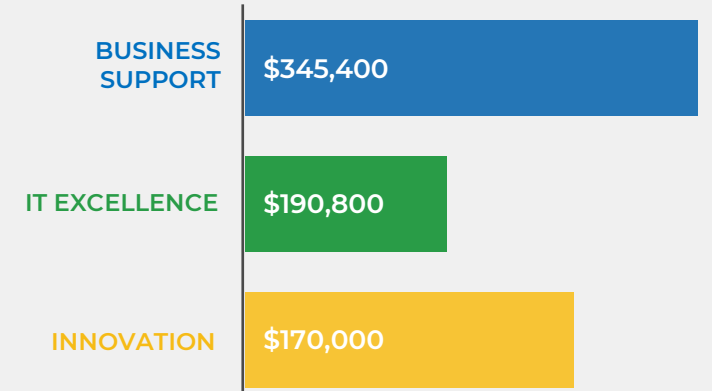 BUSINESS
SUPPORT
$345,400
IT EXCELLENCE
$190,800
INNOVATION
$170,000